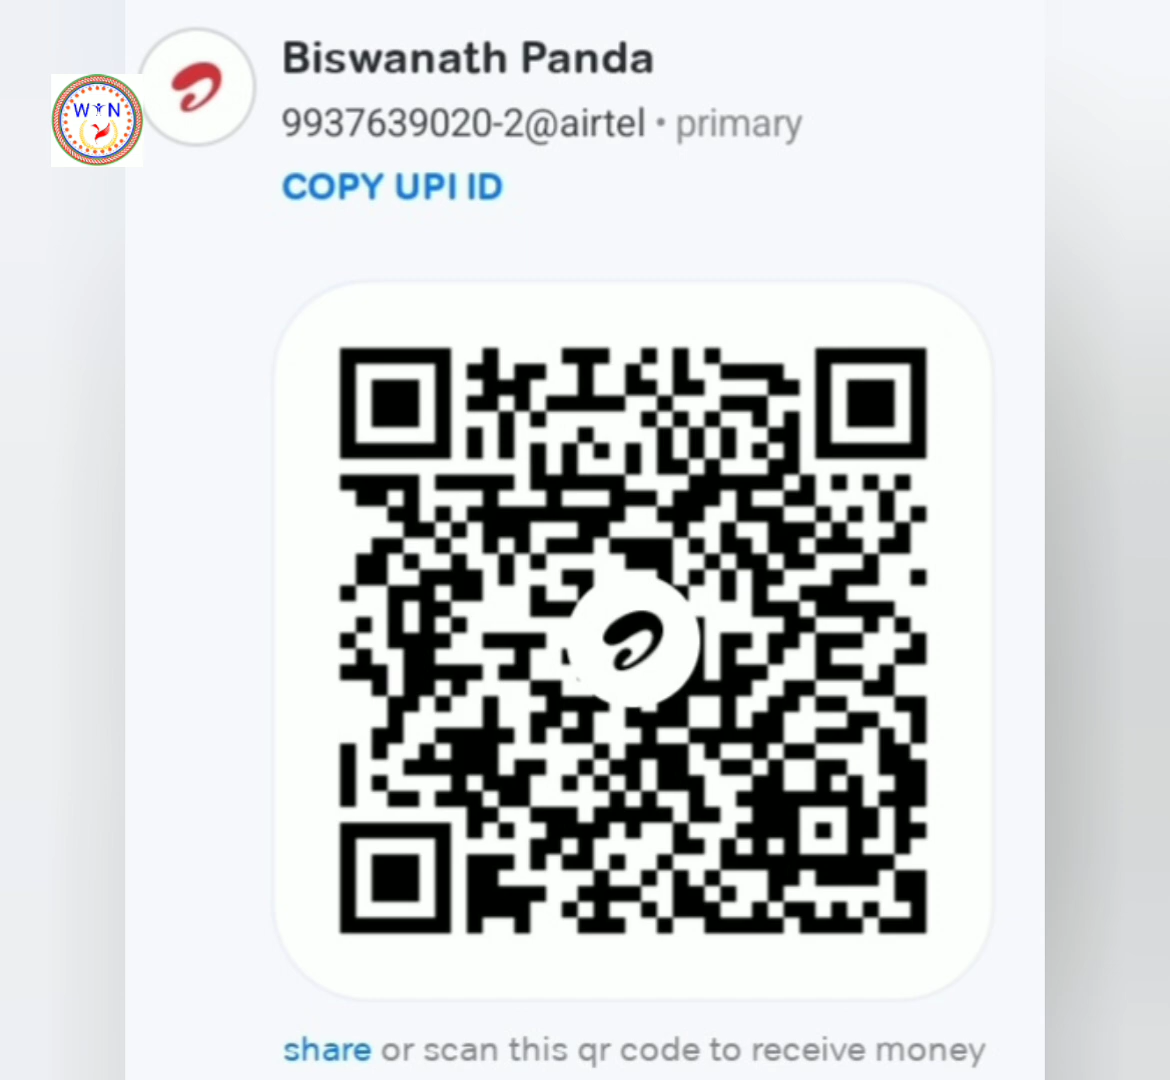 Biswanath Panda
9937639020-2@airtel • primary
COPY UPI ID
W N
share or scan this qr code to receive money